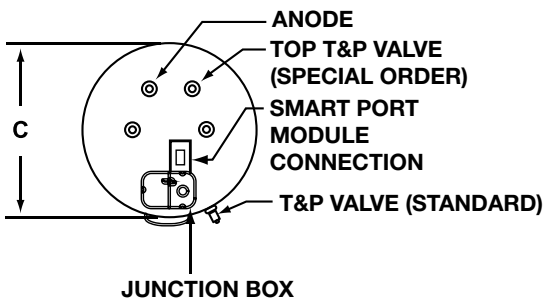 ANODE
TOP T&P VALVE
(SPECIAL ORDER)
C
SMART PORT
MODULE
CONNECTION
T&P VALVE (STANDARD)
JUNCTION BOX